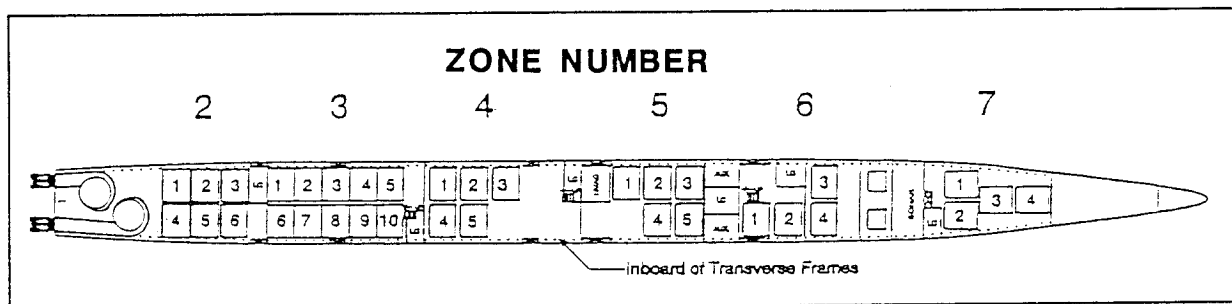 ZONE NUMBER
2 3 4 5 6 7
1 2 3 1 2 3 4 5 1 2 3 1 2 3 3 1 3 4
4 5 6 6 7 8 9 10 4 5 4 5 1 2 4 2
inboard of Transverse Frames